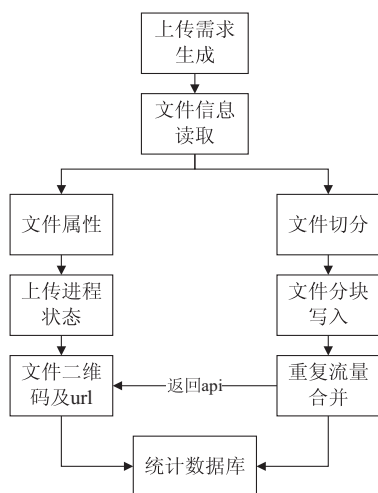 上传需求
生成
文件信息
读取
文件属性
文件切分
上传进程
状态
文件分块
写入
文件二维
码及url
返回api
重复流量
合并
统计数据库